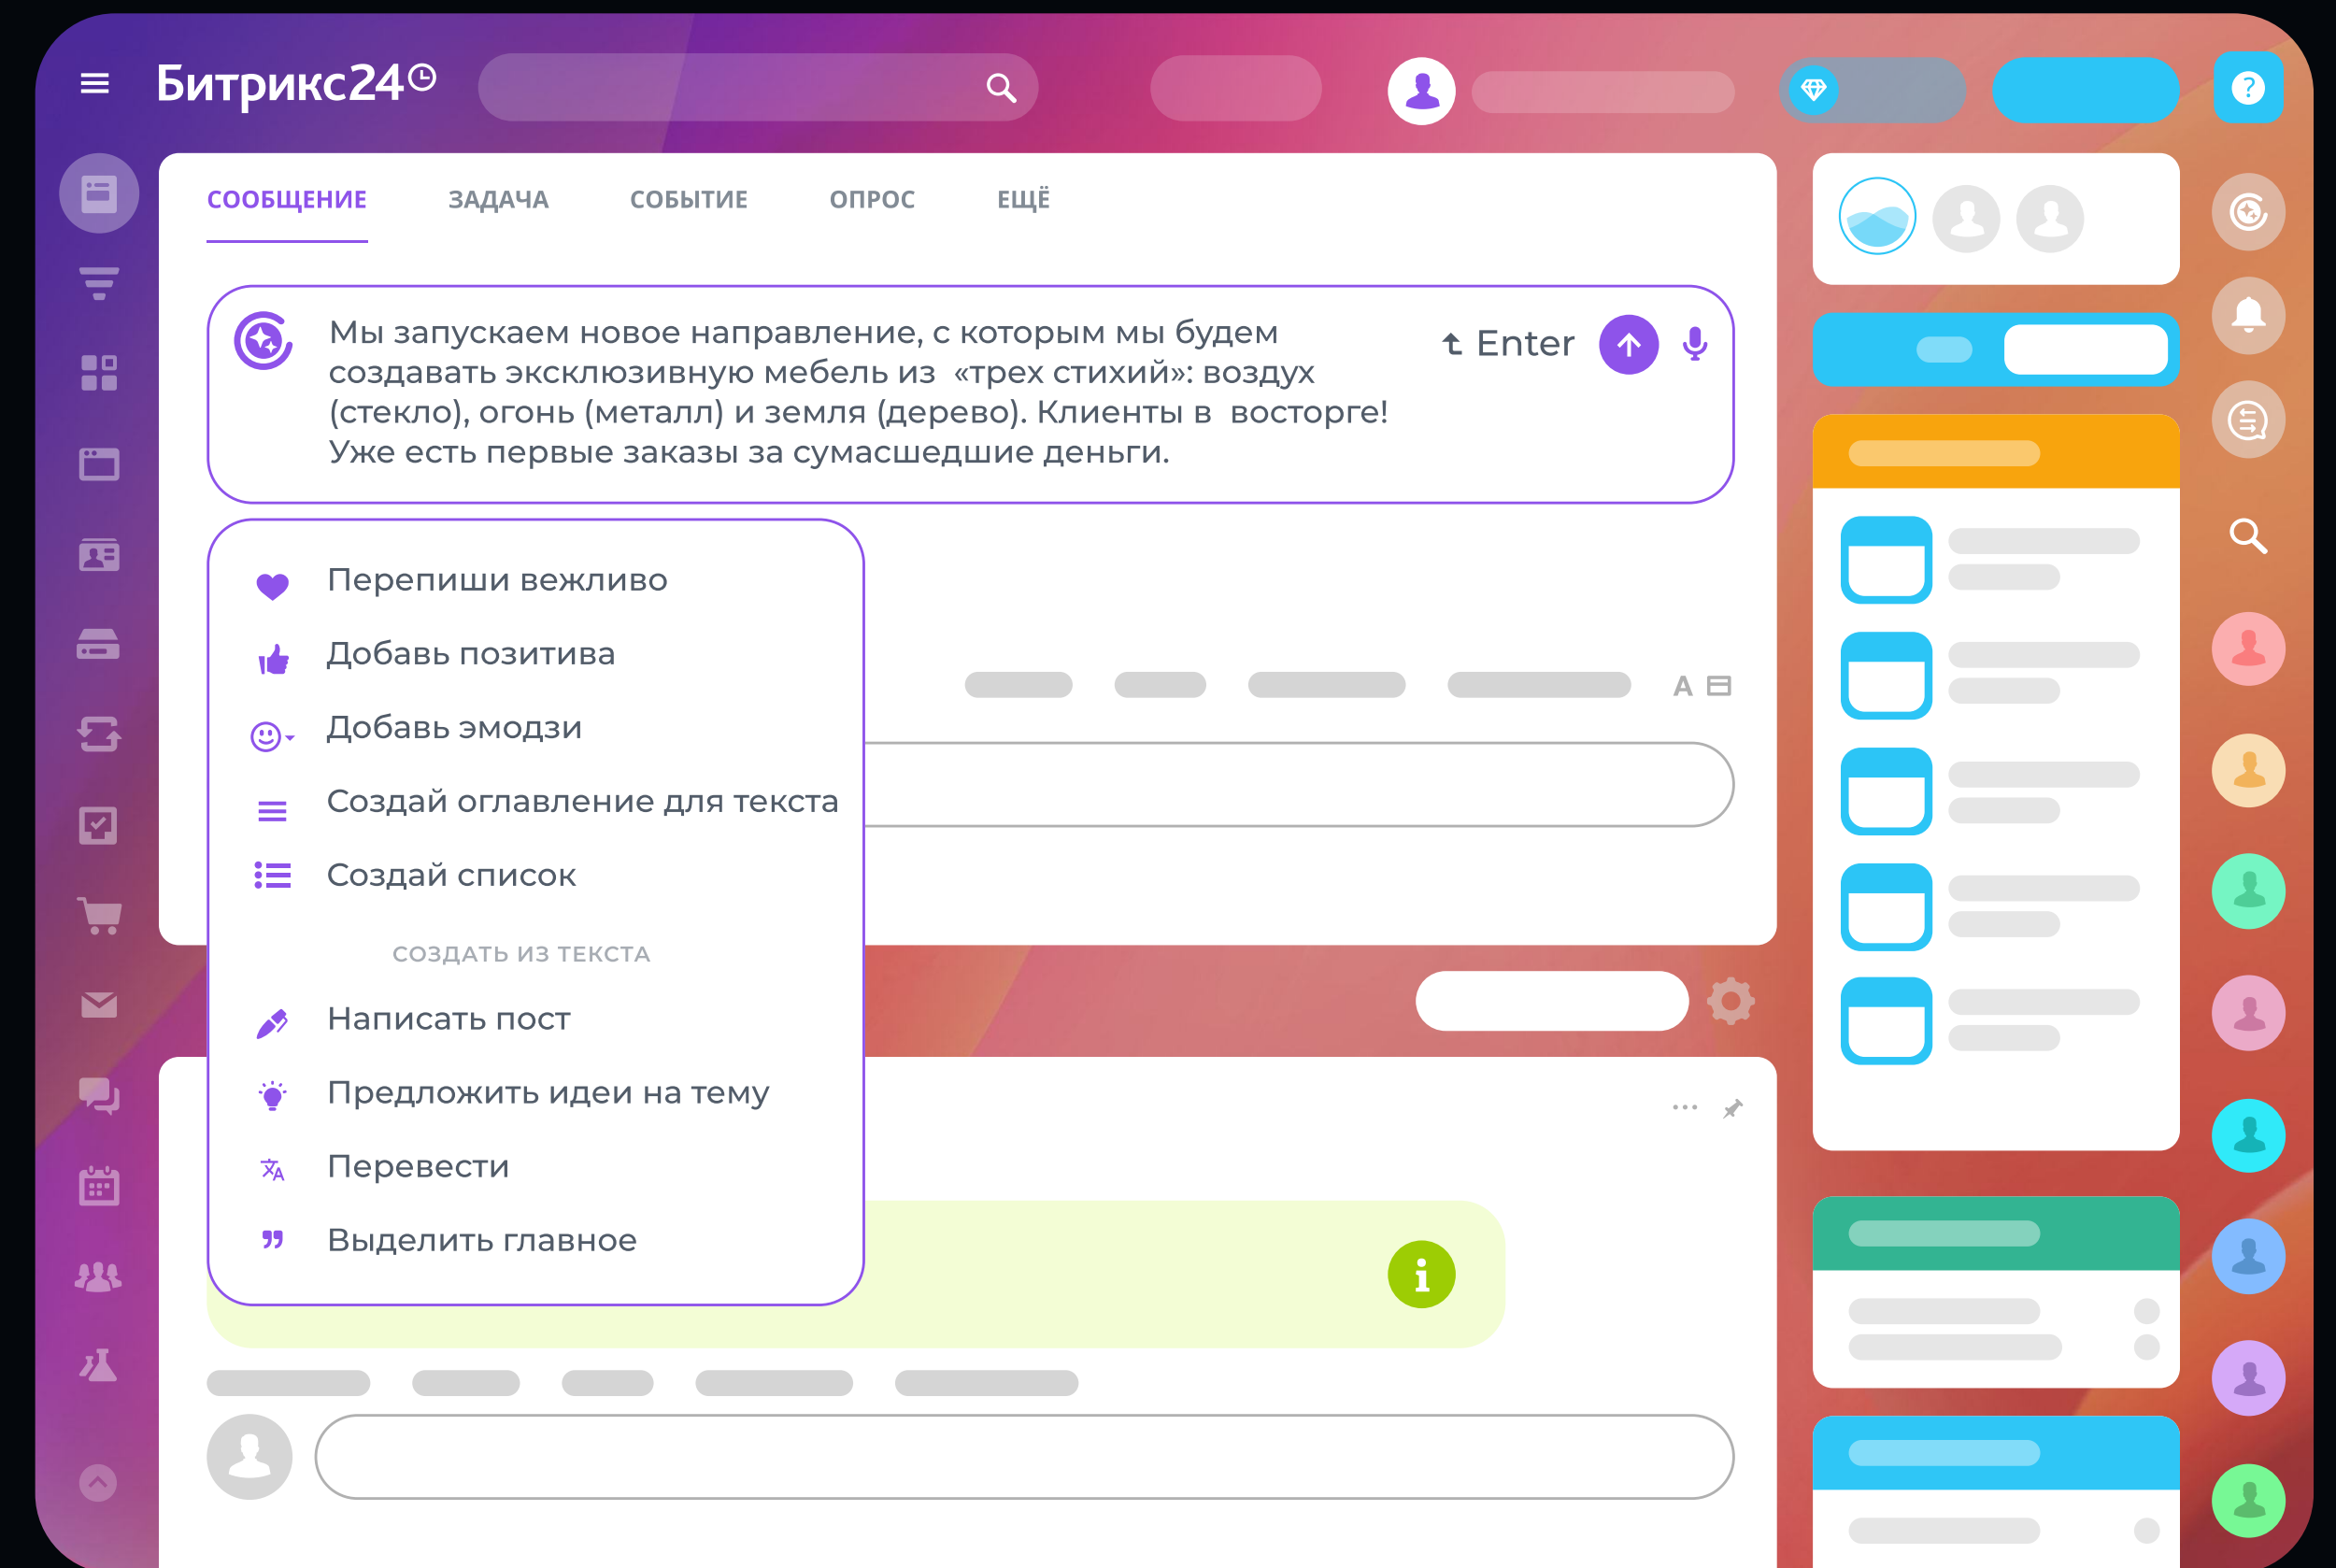 Битрикс24
СООБЩЕНИЕ ЗАДАЧА СОБЫТИЕ ОПРОС ЕЩЁ
Мы запускаем новое направление, с которым мы будем
создавать эксклюзивную мебель из «трех стихий»: воздух
(стекло), огонь (металл) и земля (дерево). Клиенты в восторге!
Уже есть первые заказы за сумасшедшие деньги.
Enter
Перепиши вежливо
Добавь позитива
Добавь эмодзи
Создай оглавление для текста
Создай список
СОЗДАТЬ ИЗ ТЕКСТА
Написать пост
Предложить идеи на тему
Перевести
Выделить главное
A